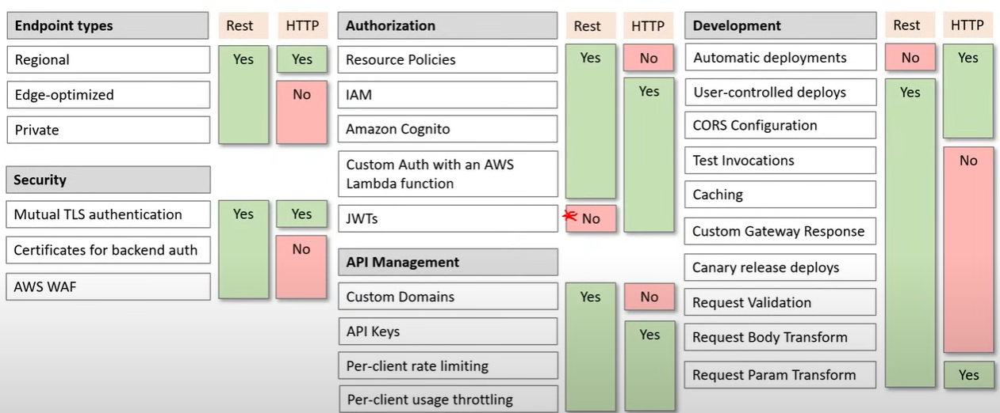 Endpoint types
Rest
HTTP
Regional
Yes
Yes
Edge-optimized
No
Private
Security
Mutual TLS authentication
Yes
Yes
Certificates for backend auth
No
AWS WAF
Authorization
Rest
HTTP
Resource Policies
Yes
No
IAM
Yes
Amazon Cognito
Custom Auth with an AWS
Lambda function
JWTs
No
API Management
Custom Domains
Yes
No
API Keys
Yes
Per-client rate limiting
Per-client usage throttling
Development
Rest
HTTP
Automatic deployments
No
Yes
User-controlled deploys
Yes
CORS Configuration
Test Invocations
No
Caching
Custom Gateway Response
Canary release deploys
Request Validation
Request Body Transform
Request Param Transform
Yes